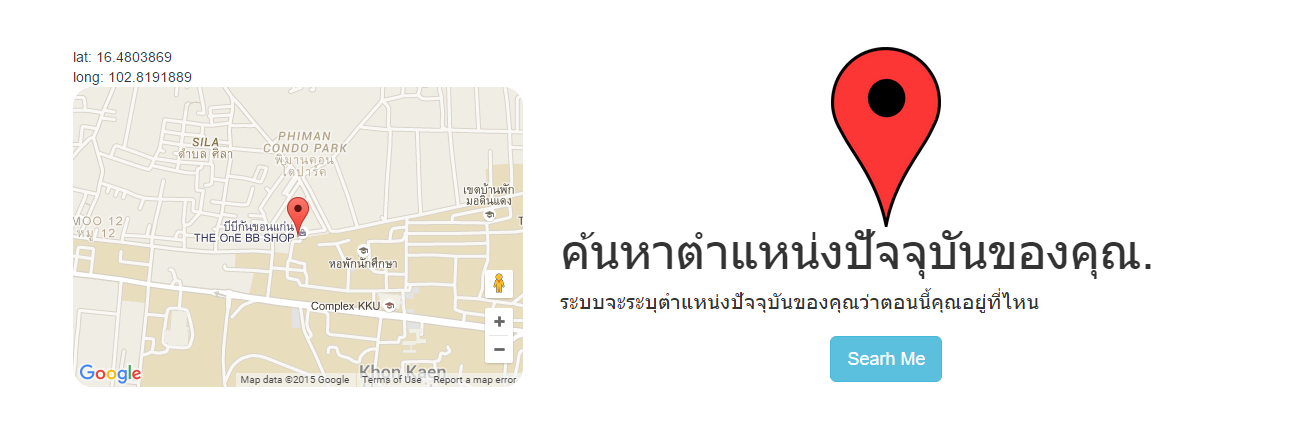 lat: 16.4803869
long: 102.8191889
SILA
ตำบล ศิลา
PHIMAN
CONDO PARK
พิมานคอน
โดปาร์ค
เขตบ้านพัก
มอดินแดง
MOO 12
หมู่ 12
บีบีกันขอนแก่น
THE OnE BB SHOP
หอพักนักศึกษา
Complex KKU
Khon Kaen
Google
Map data ©2015 Google
Terms of Use
Report a map error
ค้นหาตำแหน่งปัจจุบันของคุณ.
ระบบจะระบุตำแหน่งปัจจุบันของคุณว่าตอนนี้คุณอยู่ที่ไหน
Searh Me